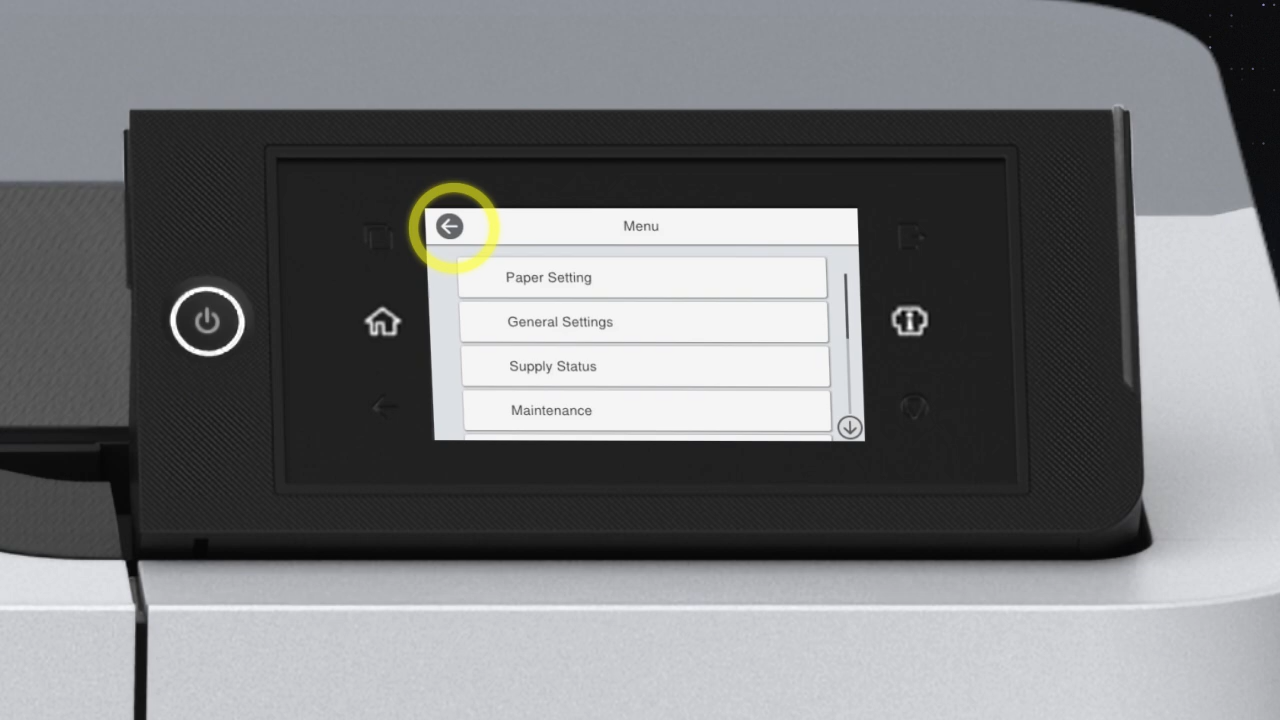 Menu
Paper Setting
General Settings
Supply Status
Maintenance